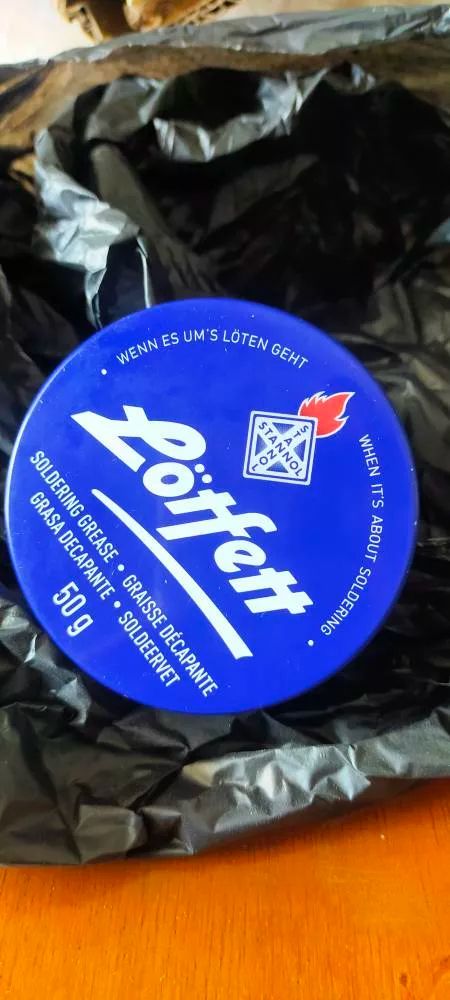 WENN ES UM'S LÖTEN GEHT
STANNOL
STANNOL
WHEN IT'S ABOUT SOLDERING
Lötfett
SOLDERING GREASE • GRAISSE DÉCAPANTE
GRASA DECAPANTE • SOLDEERVET
50 g